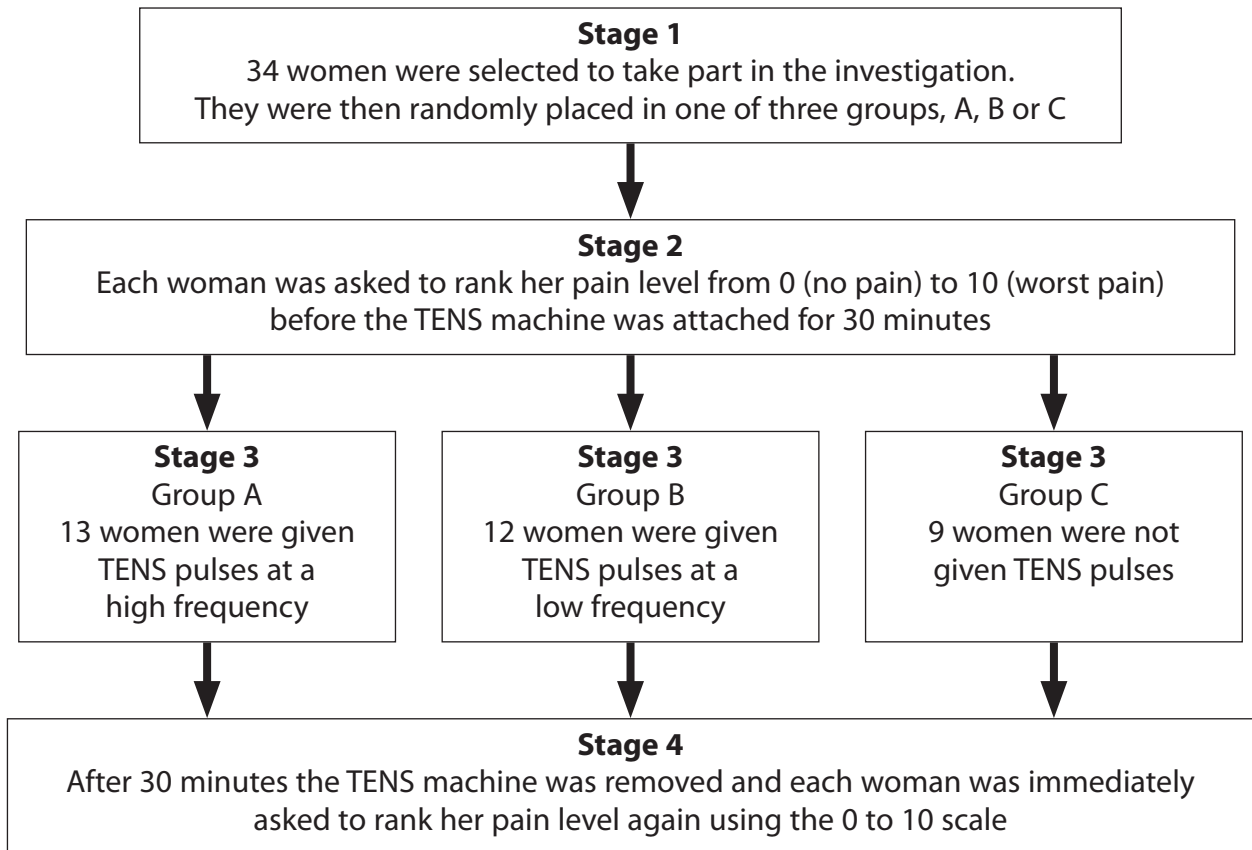 Stage 1
34 women were selected to take part in the investigation.
They were then randomly placed in one of three groups, A, B or C
Stage 2
Each woman was asked to rank her pain level from 0 (no pain) to 10 (worst pain)
before the TENS machine was attached for 30 minutes
Stage 3
Group A
13 women were given
TENS pulses at a
high frequency
Stage 3
Group B
12 women were given
TENS pulses at a
low frequency
Stage 3
Group C
9 women were not
given TENS pulses
Stage 4
After 30 minutes the TENS machine was removed and each woman was immediately
asked to rank her pain level again using the 0 to 10 scale